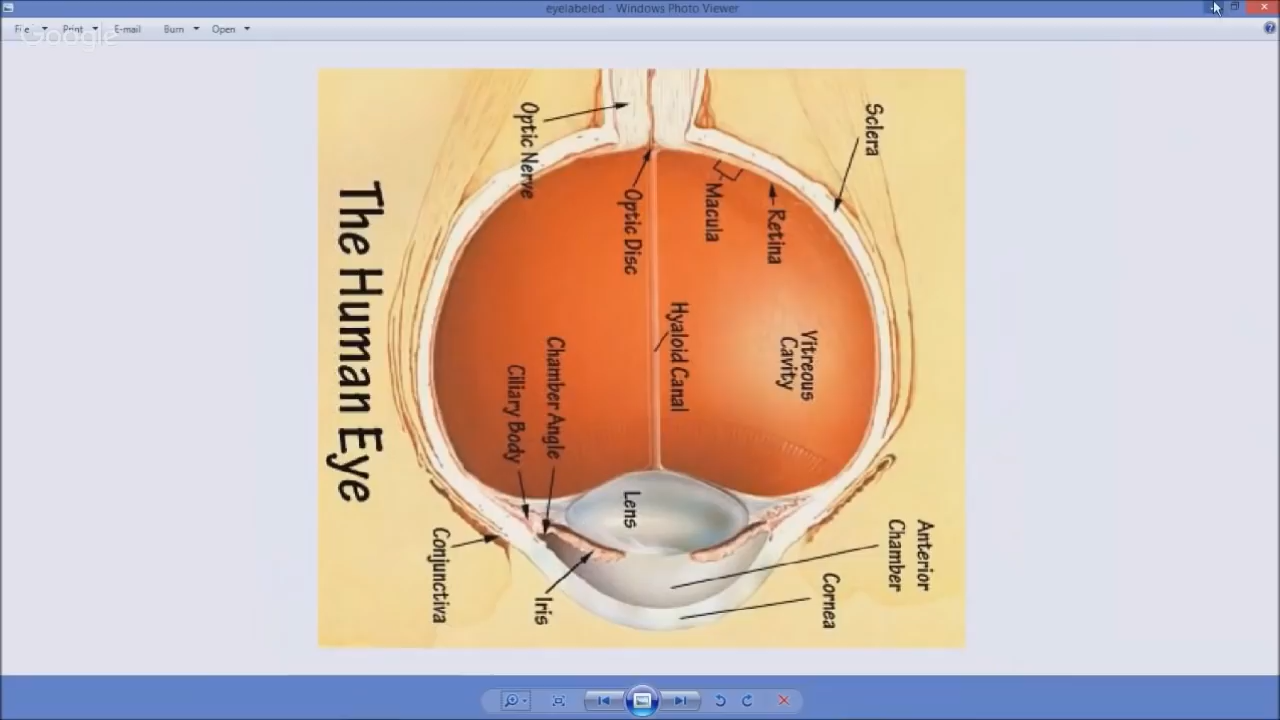 eyelabeled - Windows Photo Viewer
File Print E-mail Burn Open
Google
Sclera
Optic Nerve
Retina
Macula
Optic Disc
The Human Eye
Hyaloid Canal
Vitreous
Cavity
Chamber Angle
Ciliary Body
Lens
Anterior
Chamber
Conjunctiva
Iris
Cornea